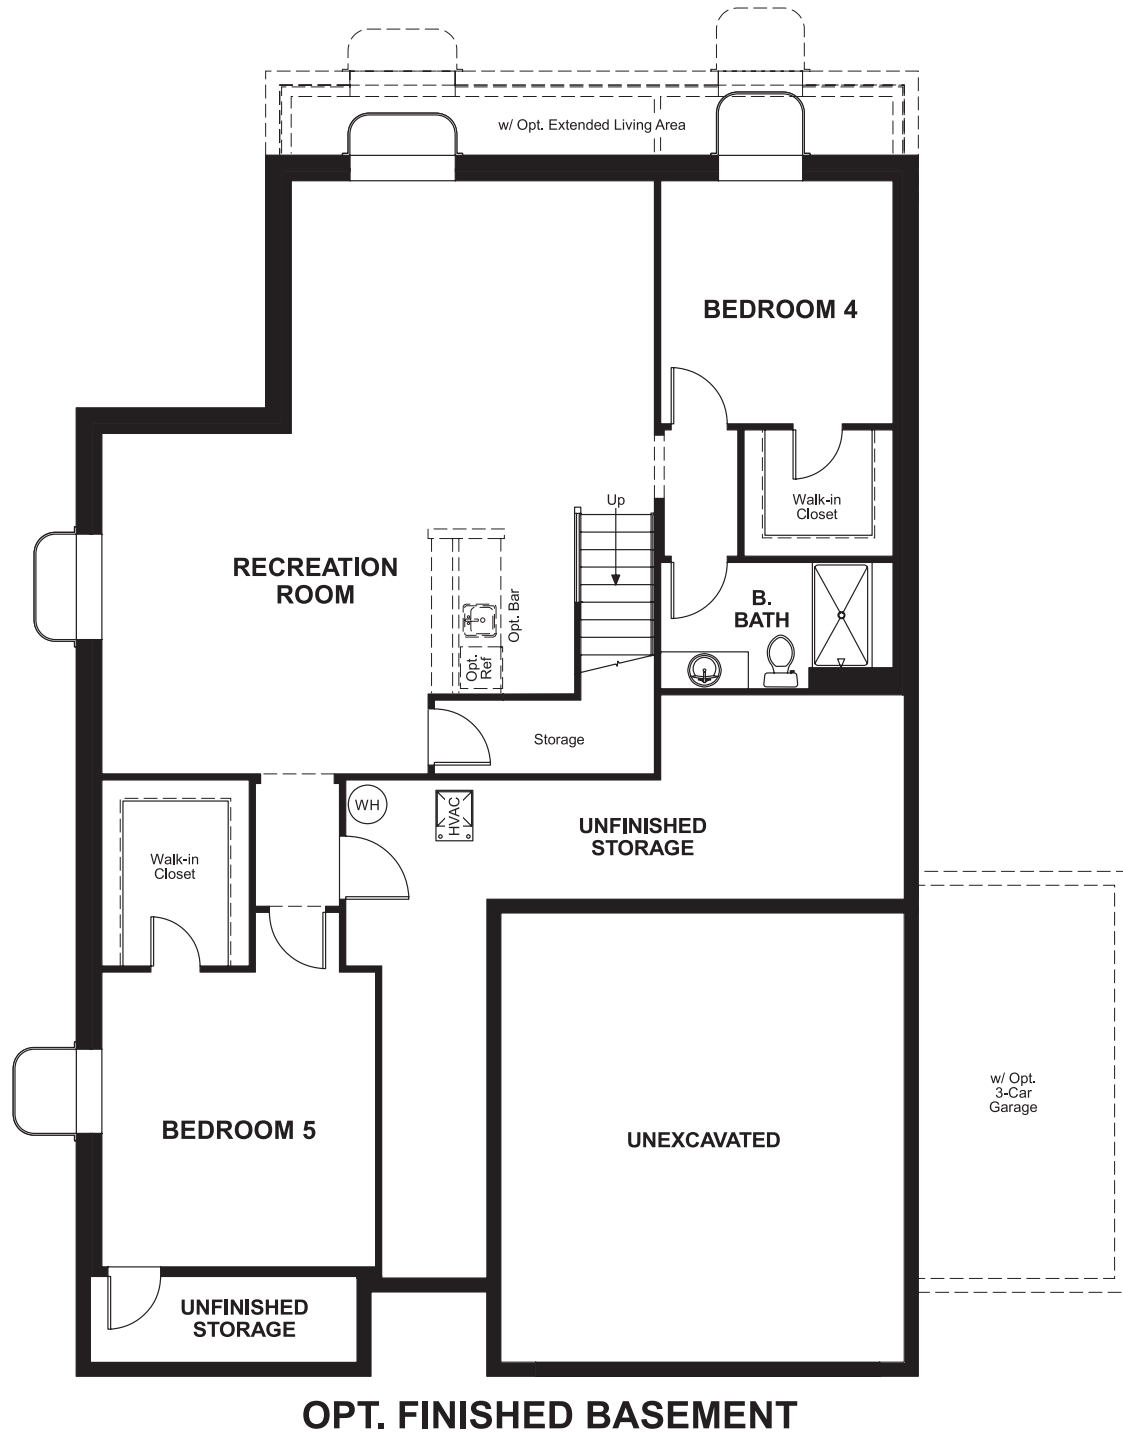 w/ Opt. Extended Living Area
BEDROOM 4
Walk-in
Closet
Up
RECREATION
ROOM
Opt. Bar
Opt.
Ref
B.
BATH
Storage
WH
HVAC
UNFINISHED
STORAGE
Walk-in
Closet
w/ Opt.
3-Car
Garage
BEDROOM 5
UNEXCAVATED
UNFINISHED
STORAGE
OPT. FINISHED BASEMENT